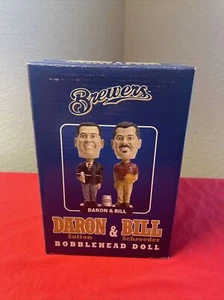 Brewers
DARON & BILL
DARON & BILL
Sutton Schroeder
BOBBLEHEAD DOLL